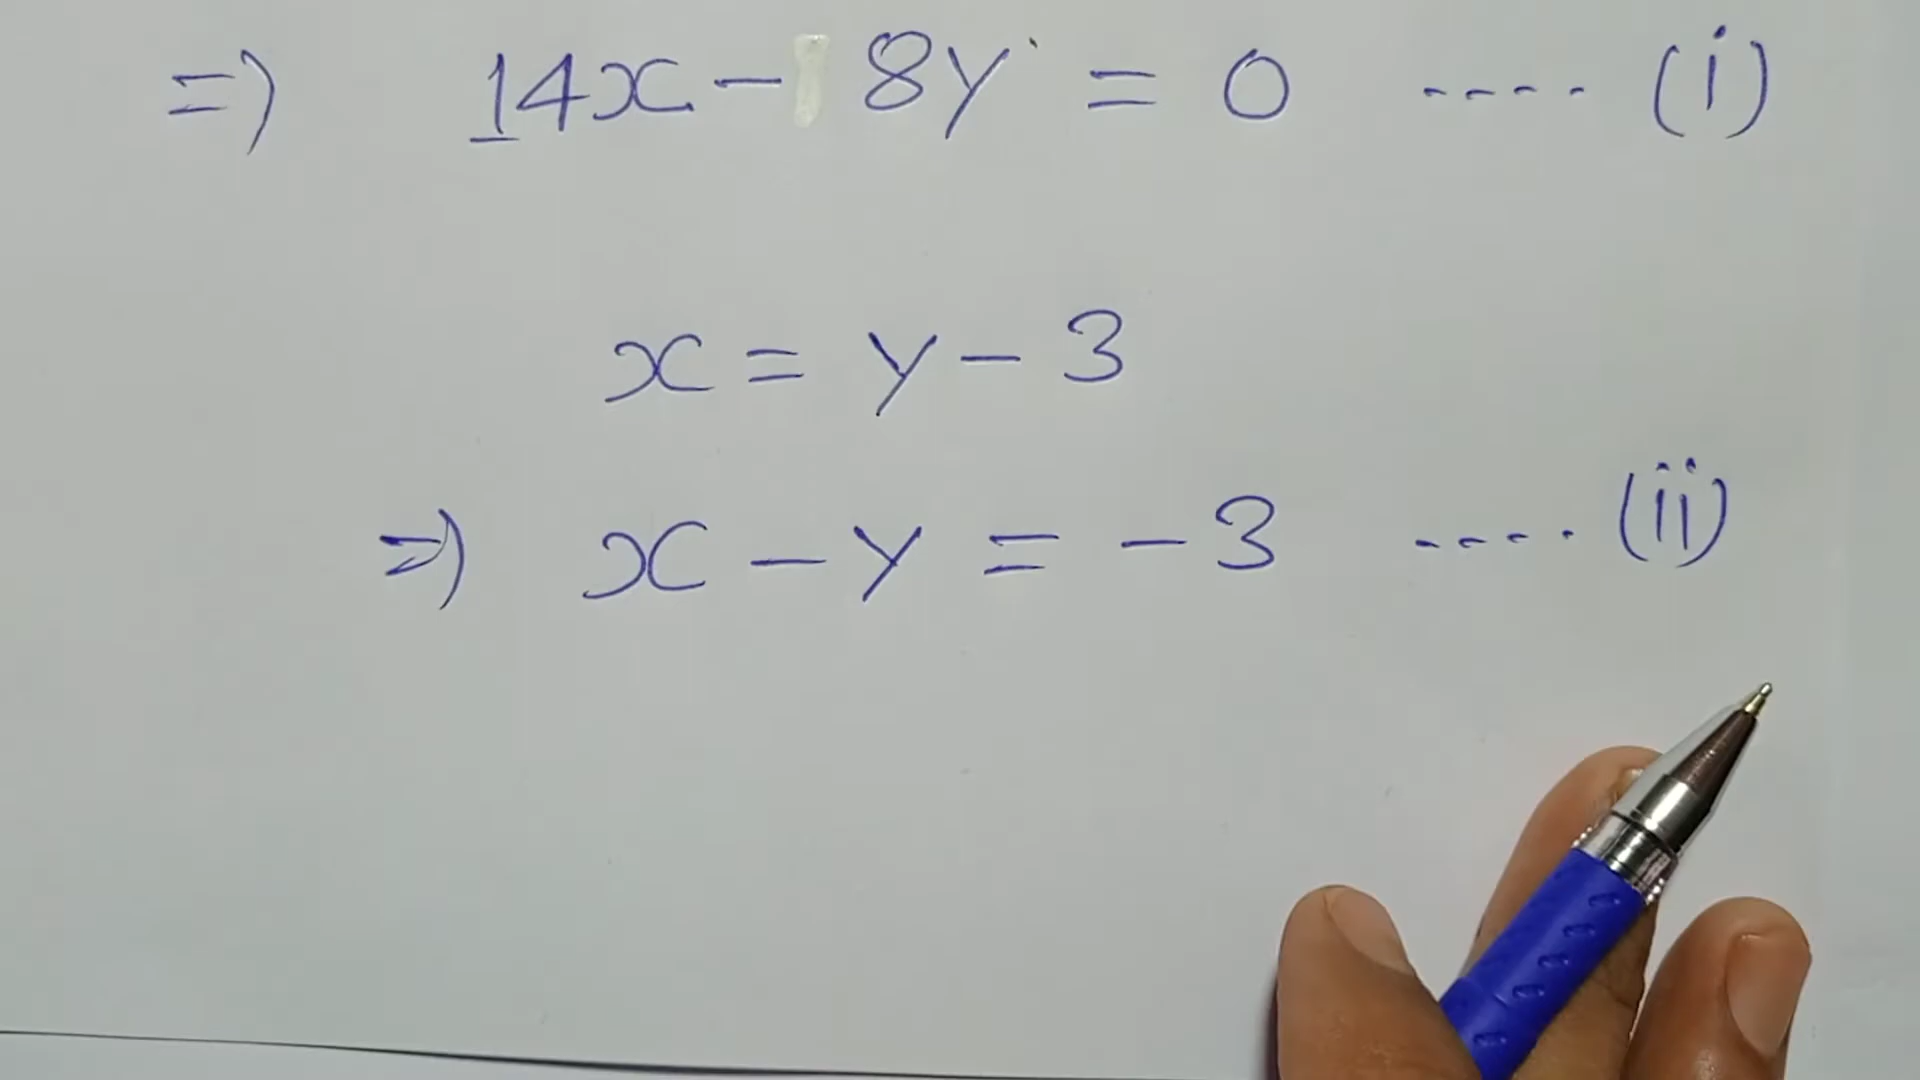 => 14x - 8y = 0 .... (i)
x = y - 3
=> x - y = -3 .... (ii)